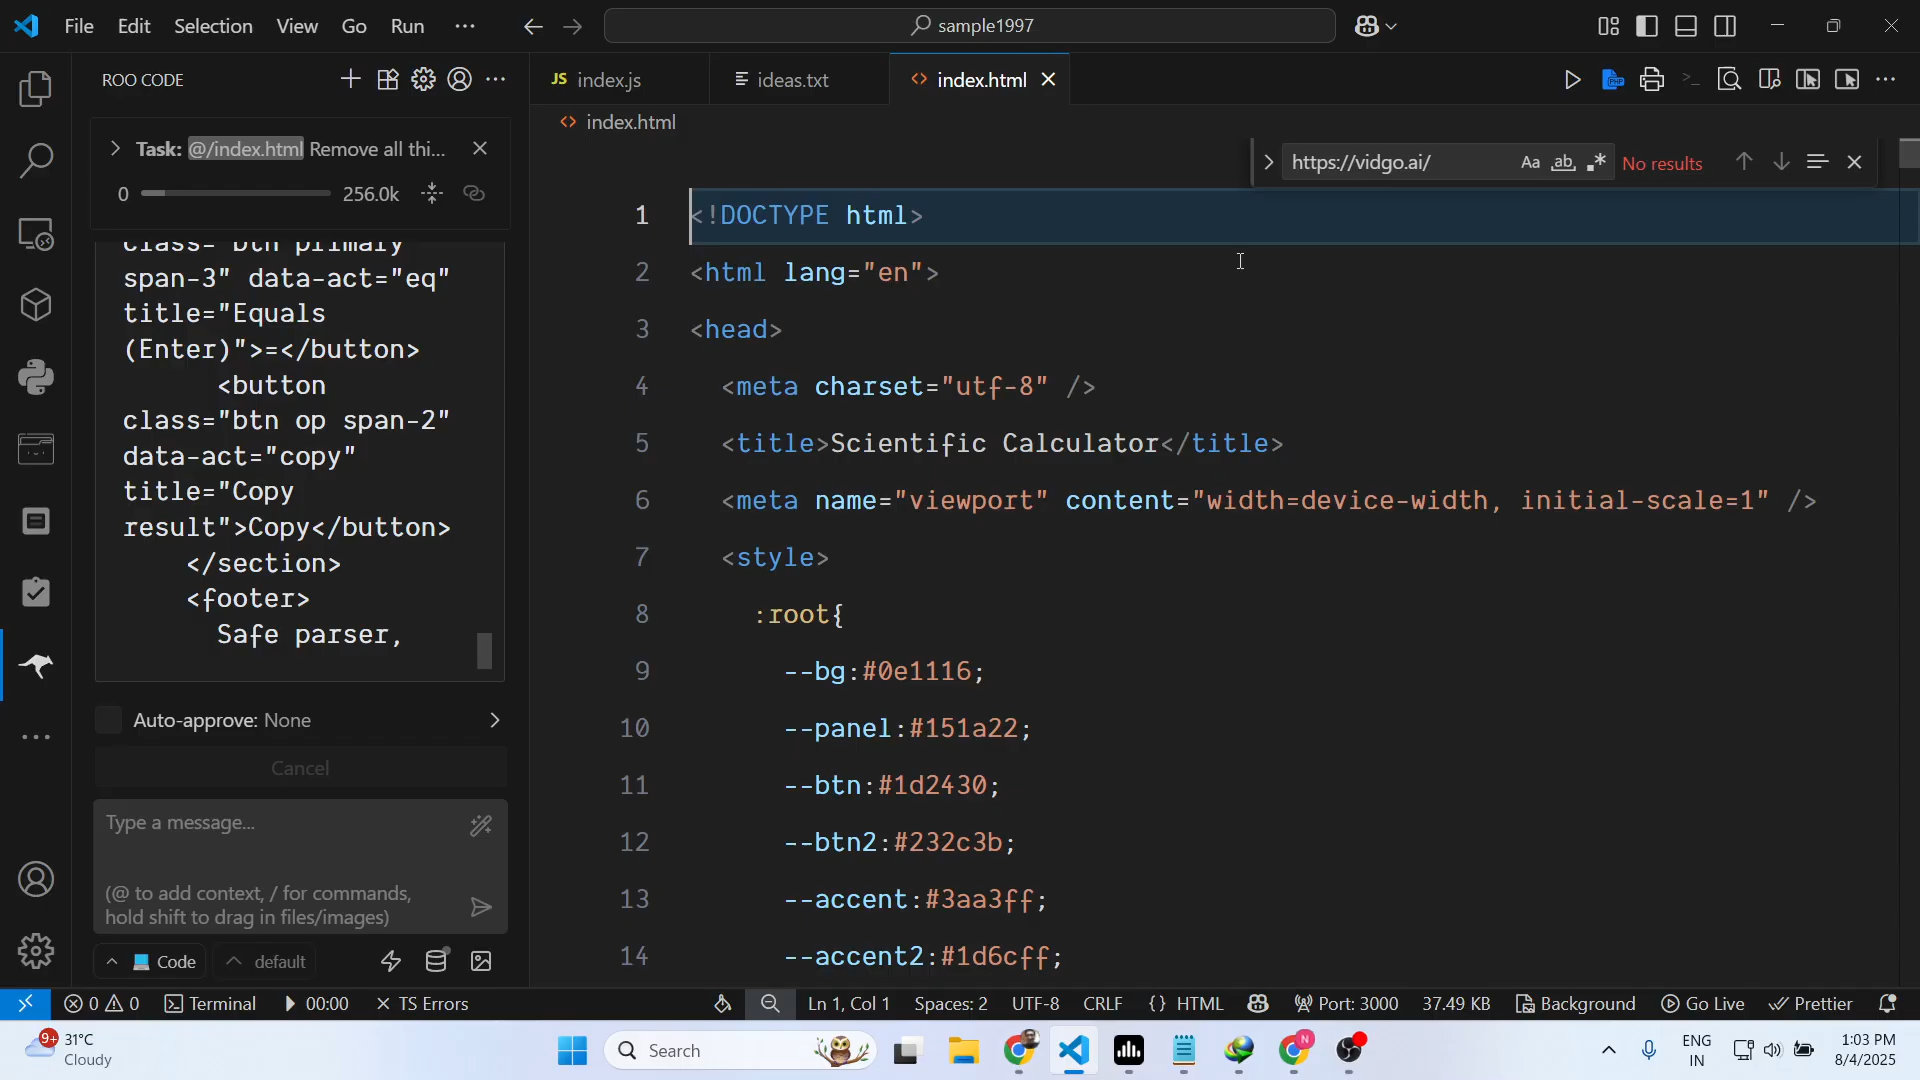 File Edit Selection View Go Run ···
sample1997
ROO CODE
Task: @/index.html Remove all thi...
0 256.0k
class="btn primary
span-3" data-act="eq"
title="Equals
(Enter)">=</button>
<button
class="btn op span-2"
data-act="copy"
title="Copy
result">Copy</button>
</section>
<footer>
Safe parser,
Auto-approve: None
Cancel
Type a message...
(@ to add context, / for commands,
hold shift to drag in files/images)
Code default
JS index.js ideas.txt <> index.html
<> index.html
https://vidgo.ai/ Aa ab .* No results
1 <!DOCTYPE html>
2 <html lang="en">
3 <head>
4 <meta charset="utf-8" />
5 <title>Scientific Calculator</title>
6 <meta name="viewport" content="width=device-width, initial-scale=1" />
7 <style>
8 :root{
9 --bg:#0e1116;
10 --panel:#151a22;
11 --btn:#1d2430;
12 --btn2:#232c3b;
13 --accent:#3aa3ff;
14 --accent2:#1d6cff;
0 0 Terminal 00:00 TS Errors Ln 1, Col 1 Spaces: 2 UTF-8 CRLF {} HTML Port: 3000 37.49 KB Background Go Live Prettier
9+ 31°C
Cloudy
Search
N
ENG
IN
1:03 PM
8/4/2025